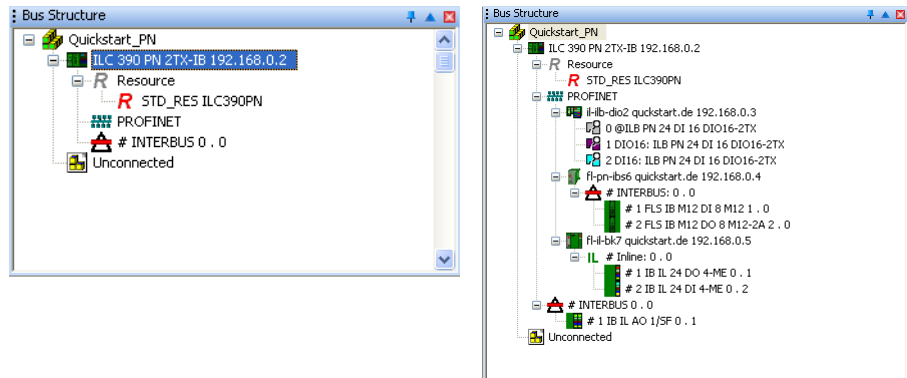 Bus Structure
Quickstart_PN
ILC 390 PN 2TX-IB 192.168.0.2
R Resource
R STD_RES ILC390PN
PROFINET
# INTERBUS 0 . 0
Unconnected
Bus Structure
Quickstart_PN
ILC 390 PN 2TX-IB 192.168.0.2
R Resource
R STD_RES ILC390PN
PROFINET
il-ilb-dio2 quckstart.de 192.168.0.3
0 @ILB PN 24 DI 16 DIO16-2TX
1 DIO16: ILB PN 24 DI 16 DIO16-2TX
2 DI16: ILB PN 24 DI 16 DIO16-2TX
fl-pn-ibs6 quickstart.de 192.168.0.4
# INTERBUS: 0 . 0
# 1 FLS IB M12 DI 8 M12 1 . 0
# 2 FLS IB M12 DO 8 M12-2A 2 . 0
fl-il-bk7 quickstart.de 192.168.0.5
IL # Inline: 0 . 0
# 1 IB IL 24 DO 4-ME 0 . 1
# 2 IB IL 24 DI 4-ME 0 . 2
# INTERBUS 0 . 0
# 1 IB IL AO 1/SF 0 . 1
Unconnected